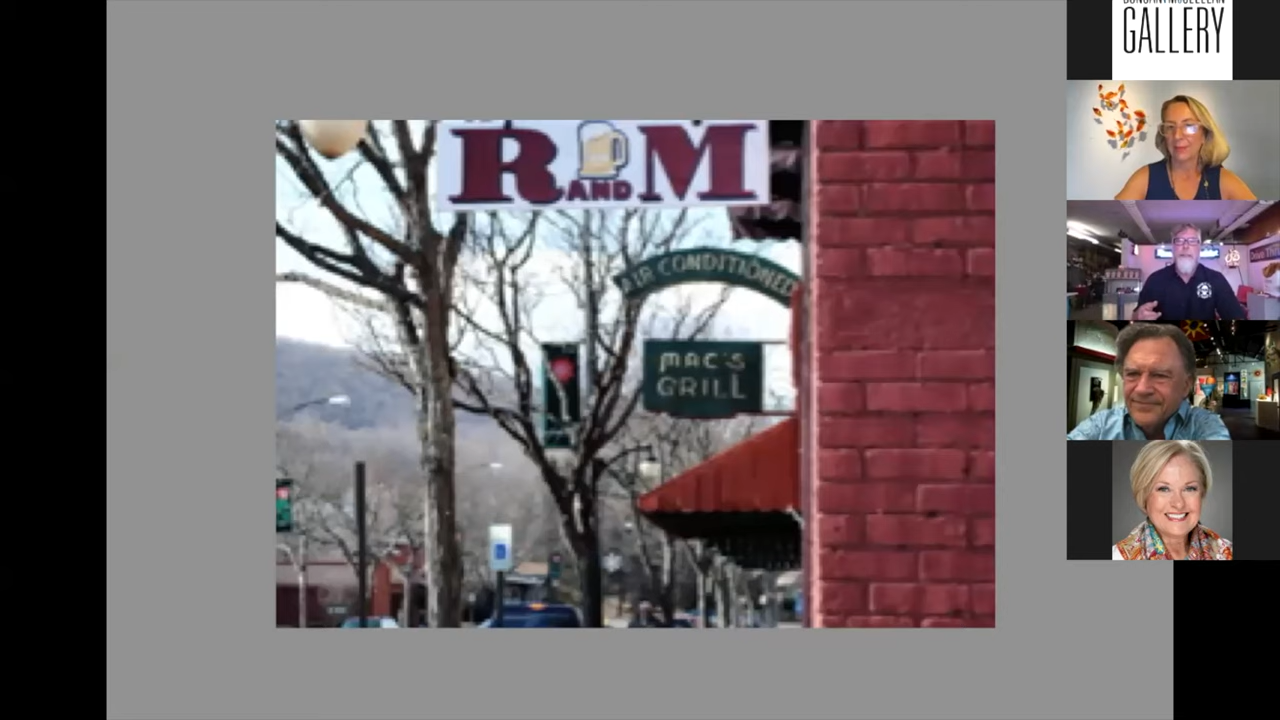 GALLERY
R AND M
AIR CONDITIONED
MAC'S
GRILL